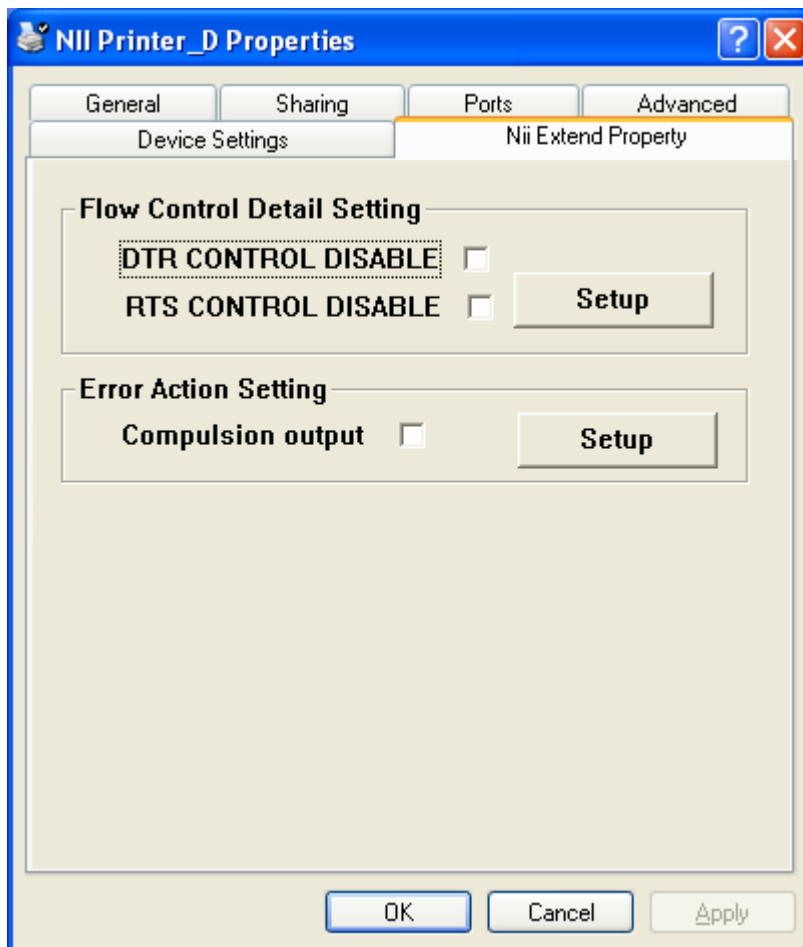 NII Printer_D Properties
?
General Sharing Ports Advanced
Device Settings Nii Extend Property
Flow Control Detail Setting
DTR CONTROL DISABLE
RTS CONTROL DISABLE
Setup
Error Action Setting
Compulsion output
Setup
OK Cancel Apply